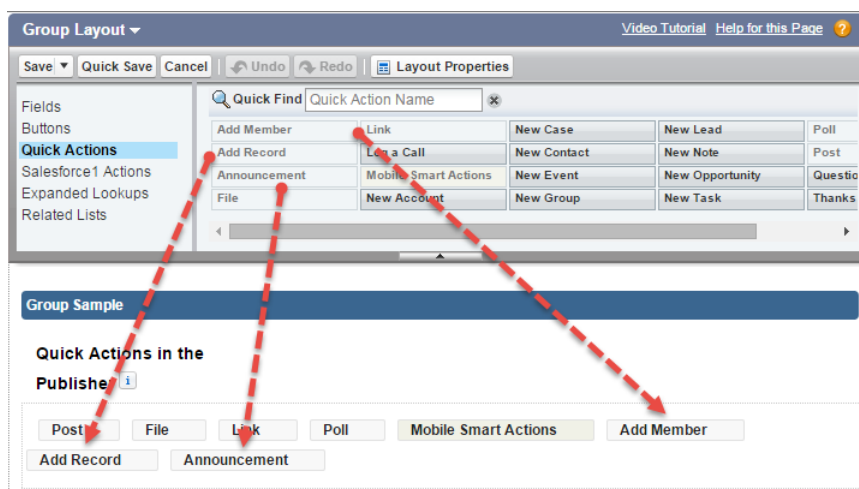 Group Layout
Video Tutorial Help for this Page ?
Save Quick Save Cancel Undo Redo Layout Properties
Fields
Buttons
Quick Actions
Salesforce1 Actions
Expanded Lookups
Related Lists
Quick Find Quick Action Name
Add Member Link New Case New Lead Poll
Add Record Log a Call New Contact New Note Post
Announcement Mobile Smart Actions New Event New Opportunity Questio
File New Account New Group New Task Thanks
Group Sample
Quick Actions in the
Publisher i
Post File Link Poll Mobile Smart Actions Add Member
Add Record Announcement